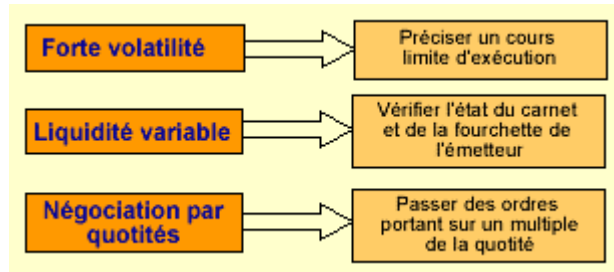 Forte volatilité
Préciser un cours
limite d'exécution
Liquidité variable
Vérifier l'état du carnet
et de la fourchette de
l'émetteur
Négociation par
quotités
Passer des ordres
portant sur un multiple
de la quotité